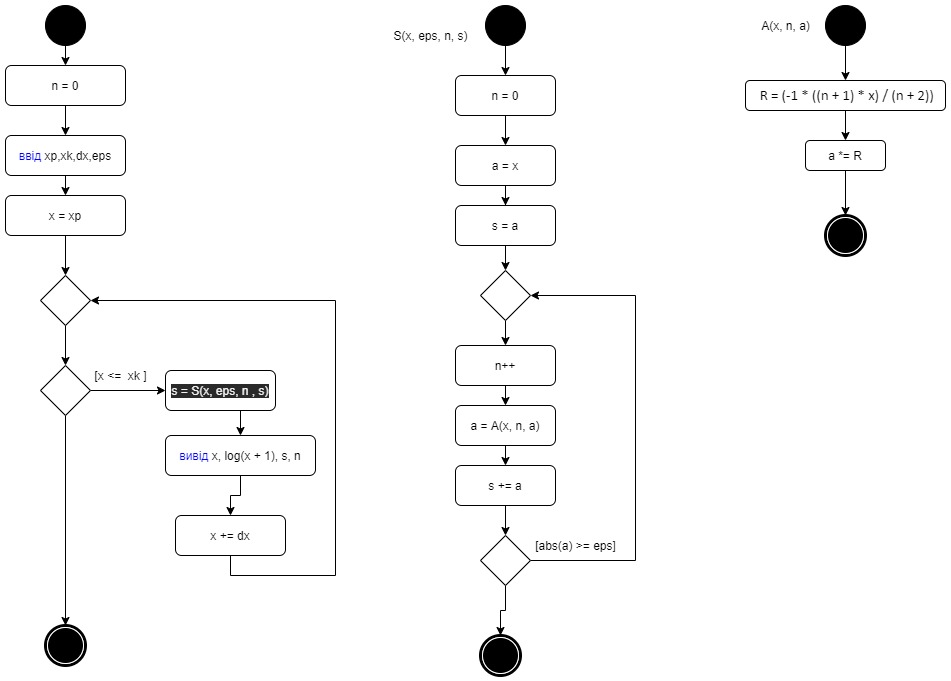 n = 0
ввід xp,xk,dx,eps
x = xp
[x <= xk ]
s = S(x, eps, n , s)
вивід x, log(x + 1), s, n
x += dx
S(x, eps, n, s)
n = 0
a = x
s = a
n++
a = A(x, n, a)
s += a
[abs(a) >= eps]
A(x, n, a)
R = (-1 * ((n + 1) * x) / (n + 2))
a *= R